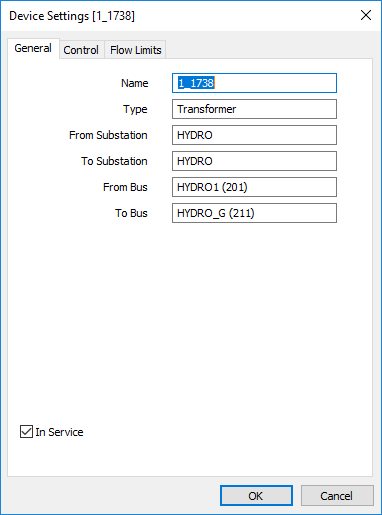 Device Settings [1_1738]
General Control Flow Limits
Name 1_1738
Type Transformer
From Substation HYDRO
To Substation HYDRO
From Bus HYDRO1 (201)
To Bus HYDRO_G (211)
In Service
OK Cancel